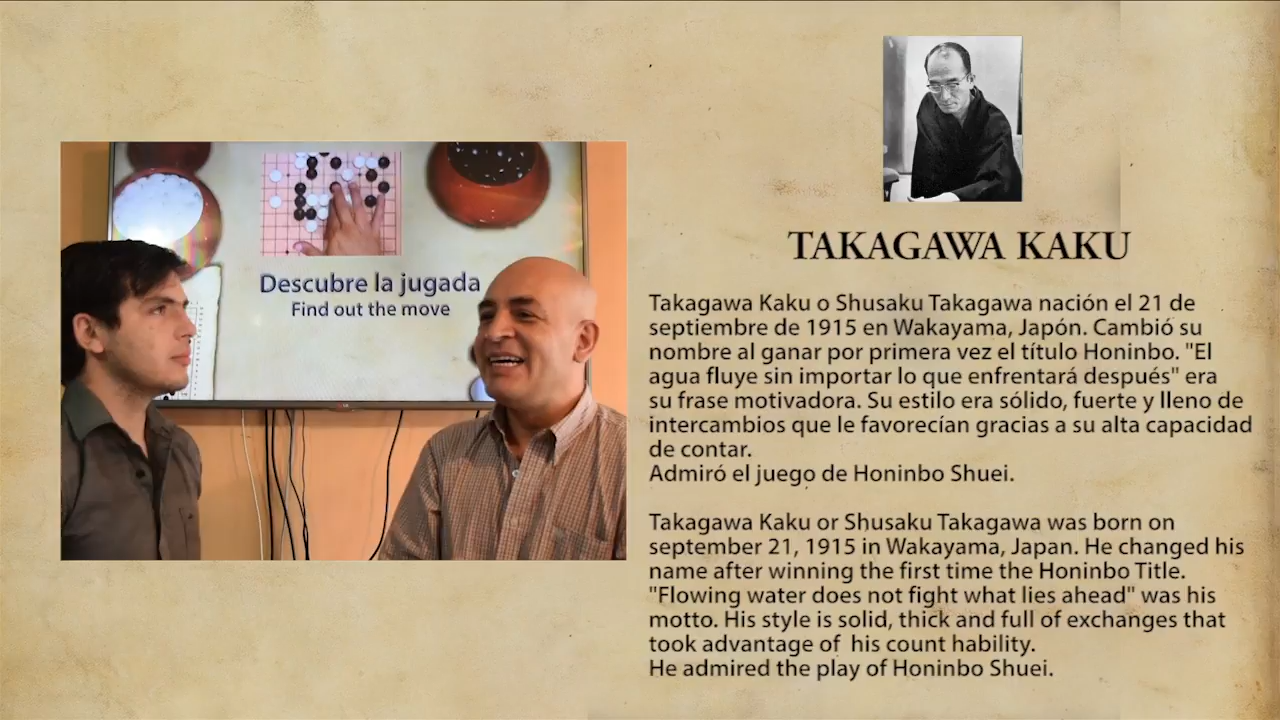 Descubre la jugada
Find out the move
TAKAGAWA KAKU
Takagawa Kaku o Shusaku Takagawa nación el 21 de
septiembre de 1915 en Wakayama, Japón. Cambió su
nombre al ganar por primera vez el título Honinbo. "El
agua fluye sin importar lo que enfrentará después" era
su frase motivadora. Su estilo era sólido, fuerte y lleno de
intercambios que le favorecían gracias a su alta capacidad
de contar.
Admiró el juego de Honinbo Shuei.
Takagawa Kaku or Shusaku Takagawa was born on
september 21, 1915 in Wakayama, Japan. He changed his
name after winning the first time the Honinbo Title.
"Flowing water does not fight what lies ahead" was his
motto. His style is solid, thick and full of exchanges that
took advantage of  his count hability.
He admired the play of Honinbo Shuei.